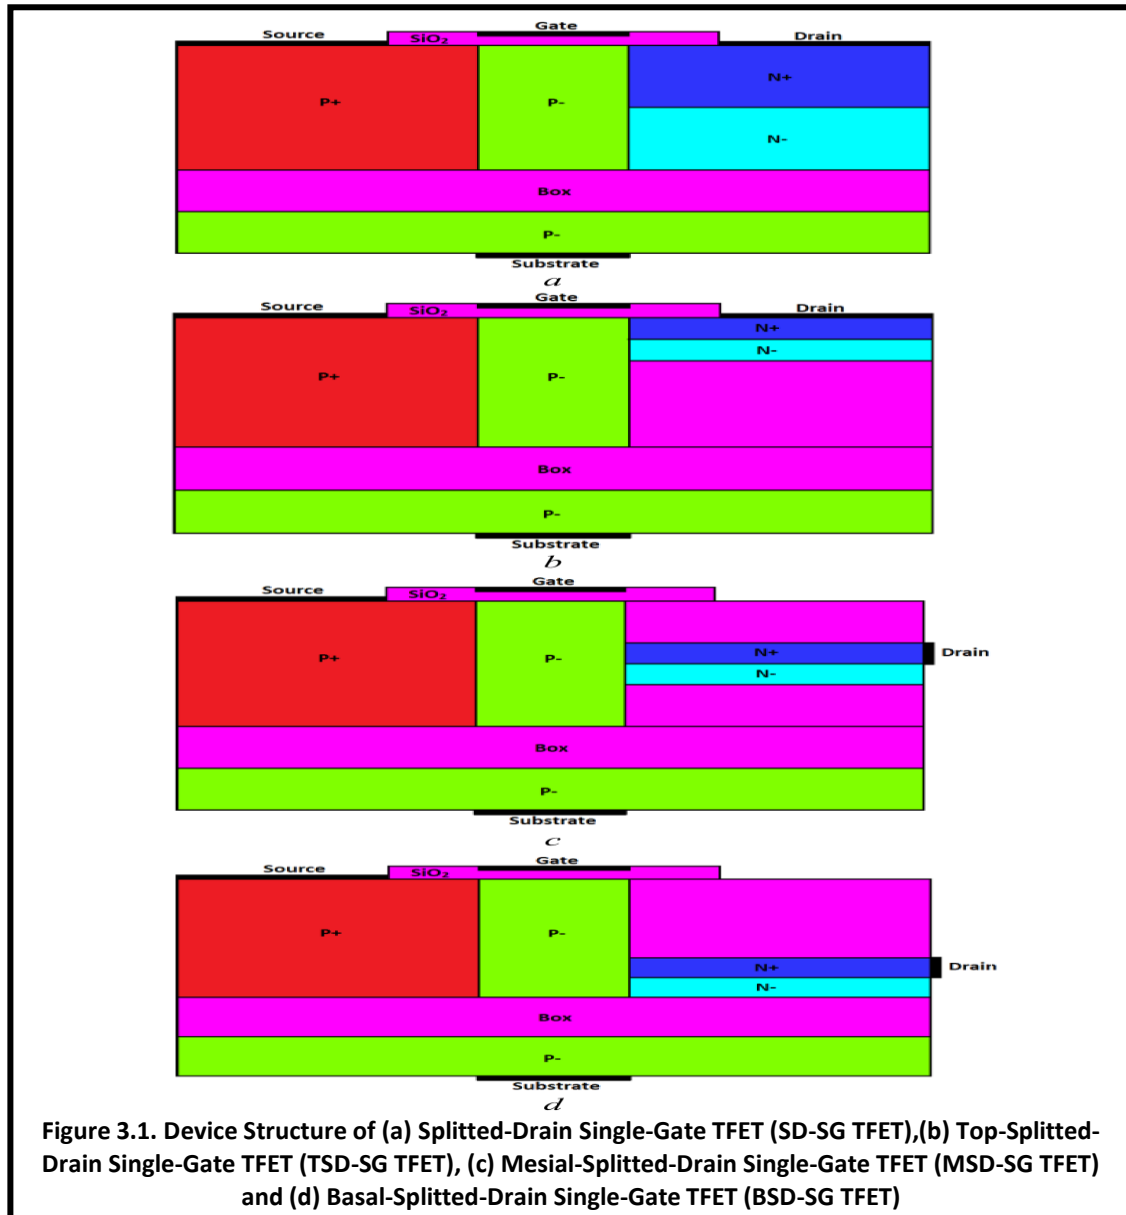 Gate
Source
Drain
SiO₂
P+
P-
N+
N-
Box
P-
Substrate
a
Gate
Source
Drain
SiO₂
N+
N-
P+
P-
Box
P-
Substrate
b
Gate
Source
SiO₂
P+
P-
N+
Drain
N-
Box
P-
Substrate
c
Gate
Source
SiO₂
P+
P-
N+
Drain
N-
Box
P-
Substrate
d
Figure 3.1. Device Structure of (a) Splitted-Drain Single-Gate TFET (SD-SG TFET),(b) Top-Splitted-
Drain Single-Gate TFET (TSD-SG TFET), (c) Mesial-Splitted-Drain Single-Gate TFET (MSD-SG TFET)
and (d) Basal-Splitted-Drain Single-Gate TFET (BSD-SG TFET)